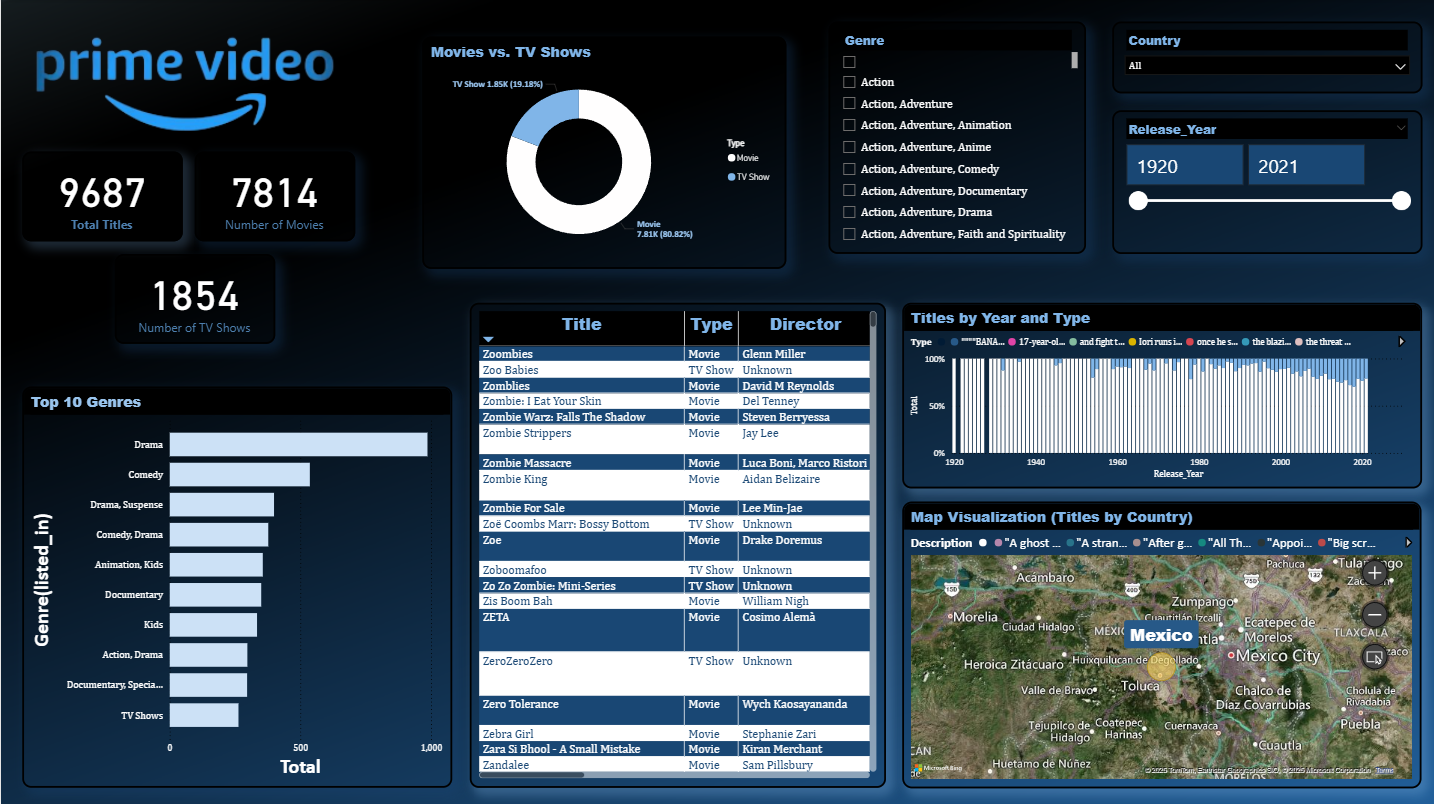 prime video
9687
Total Titles
7814
Number of Movies
1854
Number of TV Shows
Movies vs. TV Shows
TV Show 1.85K (19.18%)
Movie
7.81K (80.82%)
Type
Movie
TV Show
Genre
Action
Action, Adventure
Action, Adventure, Animation
Action, Adventure, Anime
Action, Adventure, Comedy
Action, Adventure, Documentary
Action, Adventure, Drama
Action, Adventure, Faith and Spirituality
Country
All
Release_Year
1920 2021
Top 10 Genres
Genre(listed_in)
Drama
Comedy
Drama, Suspense
Comedy, Drama
Animation, Kids
Documentary
Kids
Action, Drama
Documentary, Specia...
TV Shows
0 500 1,000
Total
Title Type Director
Zoombies Movie Glenn Miller
Zoo Babies TV Show Unknown
Zomblies Movie David M Reynolds
Zombie: I Eat Your Skin Movie Del Tenney
Zombie Warz: Falls The Shadow Movie Steven Berryessa
Zombie Strippers Movie Jay Lee
Zombie Massacre Movie Luca Boni, Marco Ristori
Zombie King Movie Aidan Belizaire
Zombie For Sale Movie Lee Min-Jae
Zoë Coombs Marr: Bossy Bottom TV Show Unknown
Zoe Movie Drake Doremus
Zoboomafoo TV Show Unknown
Zo Zo Zombie: Mini-Series TV Show Unknown
Zis Boom Bah Movie William Nigh
ZETA Movie Cosimo Alemà
ZeroZeroZero TV Show Unknown
Zero Tolerance Movie Wych Kaosayananda
Zebra Girl Movie Stephanie Zari
Zara Si Bhool - A Small Mistake Movie Kiran Merchant
Zandalee Movie Sam Pillsbury
Titles by Year and Type
Type """"BANA... 17-year-ol... and fight t... Iori runs i... once he s... the blazi... the threat ...
100%
50%
0%
Total
1920 1940 1960 1980 2000 2020
Release_Year
Map Visualization (Titles by Country)
Description "A ghost ... "A stran... "After g... "All Th... "Appoi... "Big scr...
Acámbaro
Pachuca
Morelia
Ciudad Hidalgo
Zumpango
Cuautitlán Izcalli
Ecatepec de
Morelos
TLAXCALA
Mexico
Heroica Zitácuaro
Huixquilucan de Degollado
Mexico City
Toluca
Valle de Bravo
Chalco de
Díaz Covarrubias
Cholula de
Rivadabia
Tejupilco de
Hidalgo
Coatepec
Harinas
Cuernavaca
Puebla
Cuautla
Huetamo de Núñez
MORELOS
Microsoft Bing
Terms